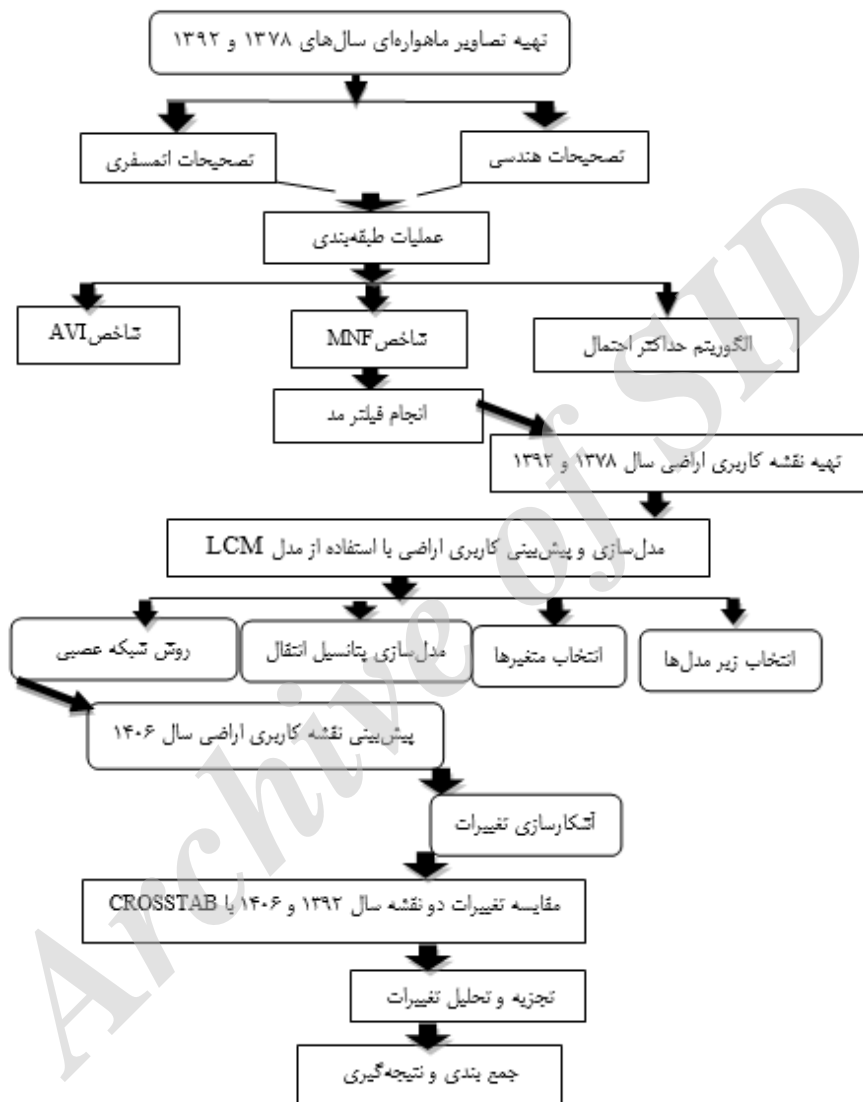 تهیه تصاویر ماهواره‌ای سال‌های ۱۳۷۸ و ۱۳۹۲
تصحیحات هندسی
تصحیحات اتمسفری
عملیات طبقه‌بندی
الگوریتم حداکثر احتمال
شاخص MNF
شاخص AVI
انجام فیلتر مد
تهیه نقشه کاربری اراضی سال ۱۳۷۸ و ۱۳۹۲
مدل‌سازی و پیش‌بینی کاربری اراضی با استفاده از مدل LCM
انتخاب زیر مدل‌ها
انتخاب متغیرها
مدل‌سازی پتانسیل انتقال
روش شبکه عصبی
پیش‌بینی نقشه کاربری اراضی سال ۱۴۰۶
آشکارسازی تغییرات
مقایسه تغییرات دو نقشه سال ۱۳۹۲ و ۱۴۰۶ با CROSSTAB
تجزیه و تحلیل تغییرات
جمع بندی و نتیجه‌گیری
Archive of SID